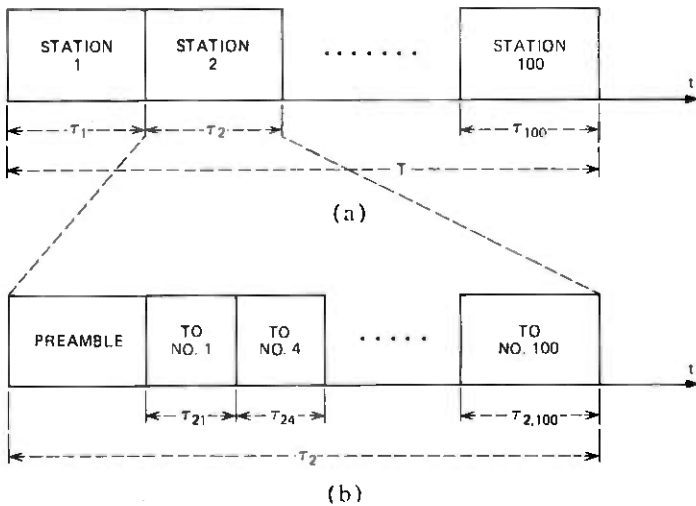 STATION 1
STATION 2
. . . . . . .
STATION 100
t
τ1
τ2
τ100
T
(a)
PREAMBLE
TO NO. 1
TO NO. 4
. . . . .
TO NO. 100
t
τ21
τ24
τ2,100
τ2
(b)